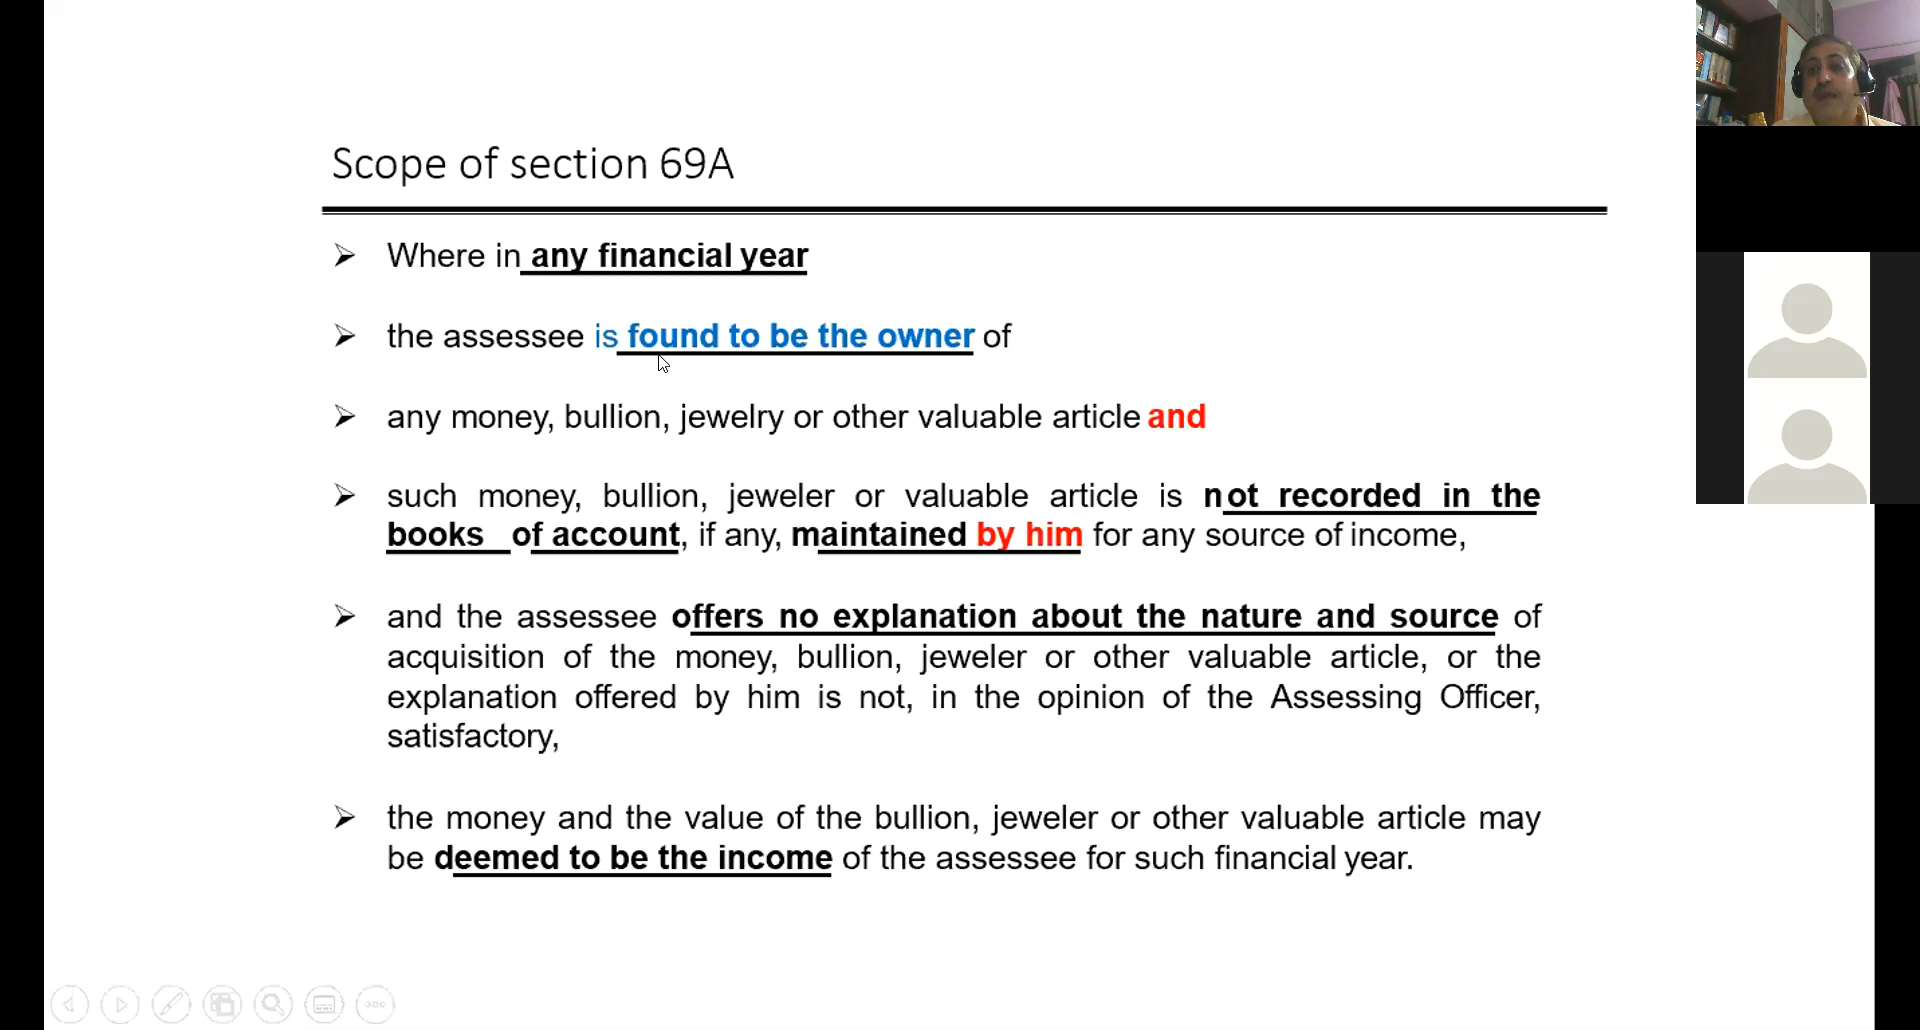 Scope of section 69A
Where in any financial year
the assessee is found to be the owner of
any money, bullion, jewelry or other valuable article and
such money, bullion, jeweler or valuable article is not recorded in the
books of account, if any, maintained by him for any source of income,
and the assessee offers no explanation about the nature and source of
acquisition of the money, bullion, jeweler or other valuable article, or the
explanation offered by him is not, in the opinion of the Assessing Officer,
satisfactory,
the money and the value of the bullion, jeweler or other valuable article may
be deemed to be the income of the assessee for such financial year.